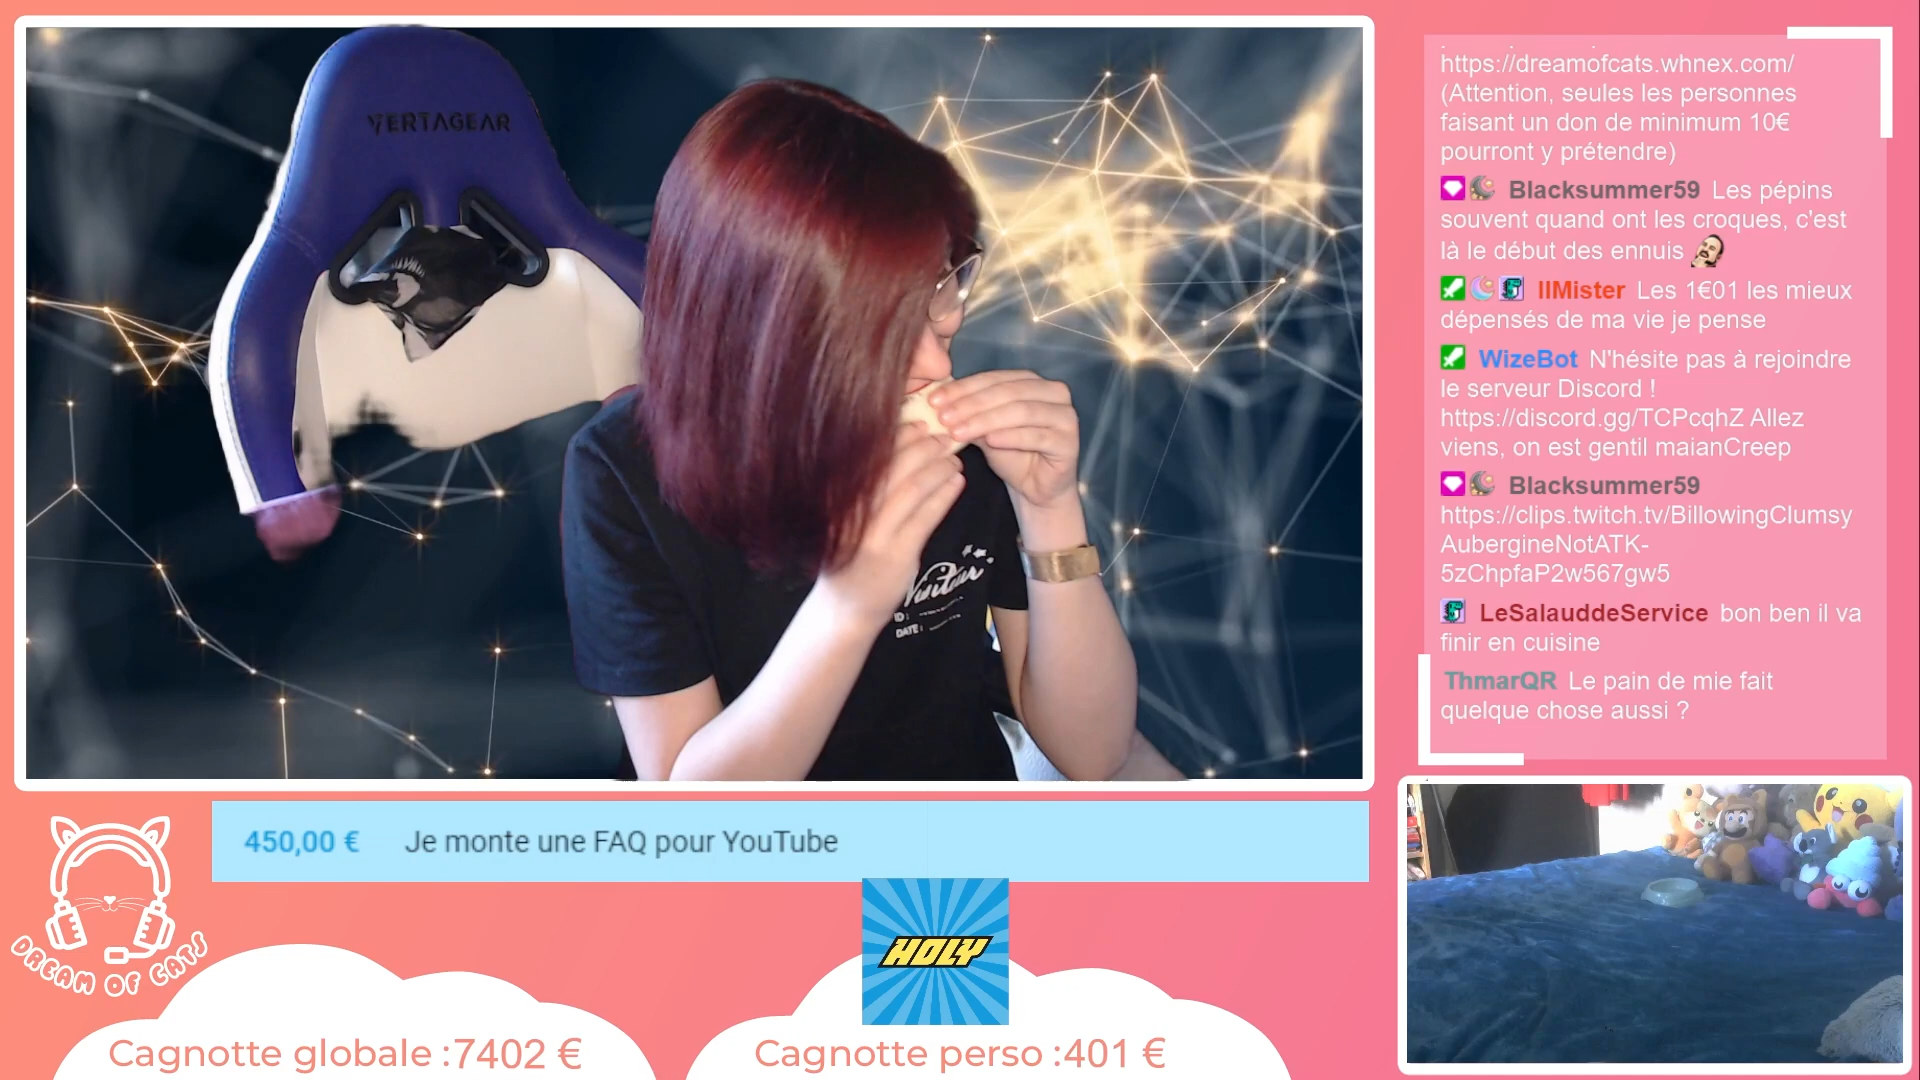 VERTAGEAR
ID :
DATE :
https://dreamofcats.whnex.com/
(Attention, seules les personnes
faisant un don de minimum 10€
pourront y prétendre)
Blacksummer59 Les pépins
souvent quand ont les croques, c'est
là le début des ennuis
IlMister Les 1€01 les mieux
dépensés de ma vie je pense
WizeBot N'hésite pas à rejoindre
le serveur Discord !
https://discord.gg/TCPcqhZ Allez
viens, on est gentil maianCreep
Blacksummer59
https://clips.twitch.tv/BillowingClumsy
AubergineNotATK-
5zChpfaP2w567gw5
LeSalauddeService bon ben il va
finir en cuisine
ThmarQR Le pain de mie fait
quelque chose aussi ?
450,00 € Je monte une FAQ pour YouTube
DREAM OF CATS
HOLY
Cagnotte globale :7402 €
Cagnotte perso :401 €